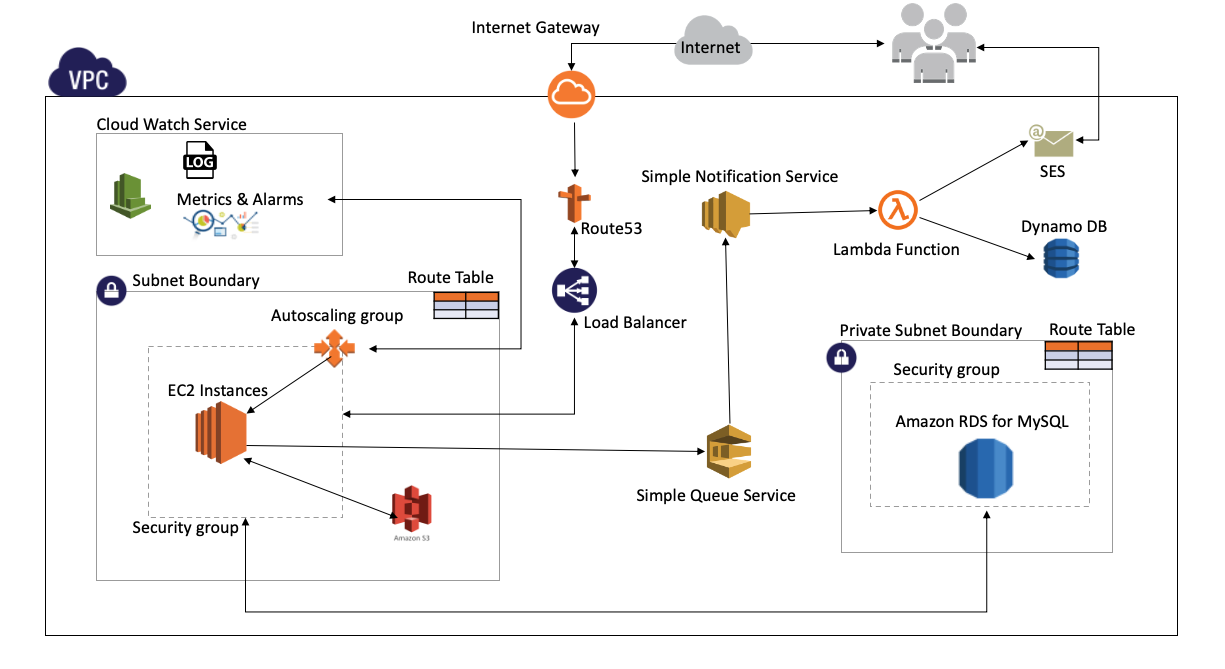 Internet Gateway
Internet
VPC
Cloud Watch Service
LOG
Metrics & Alarms
@
SES
Simple Notification Service
Route53
Lambda Function
Dynamo DB
Subnet Boundary
Route Table
Autoscaling group
Load Balancer
Private Subnet Boundary
Route Table
Security group
EC2 Instances
Amazon RDS for MySQL
Simple Queue Service
Security group
Amazon S3